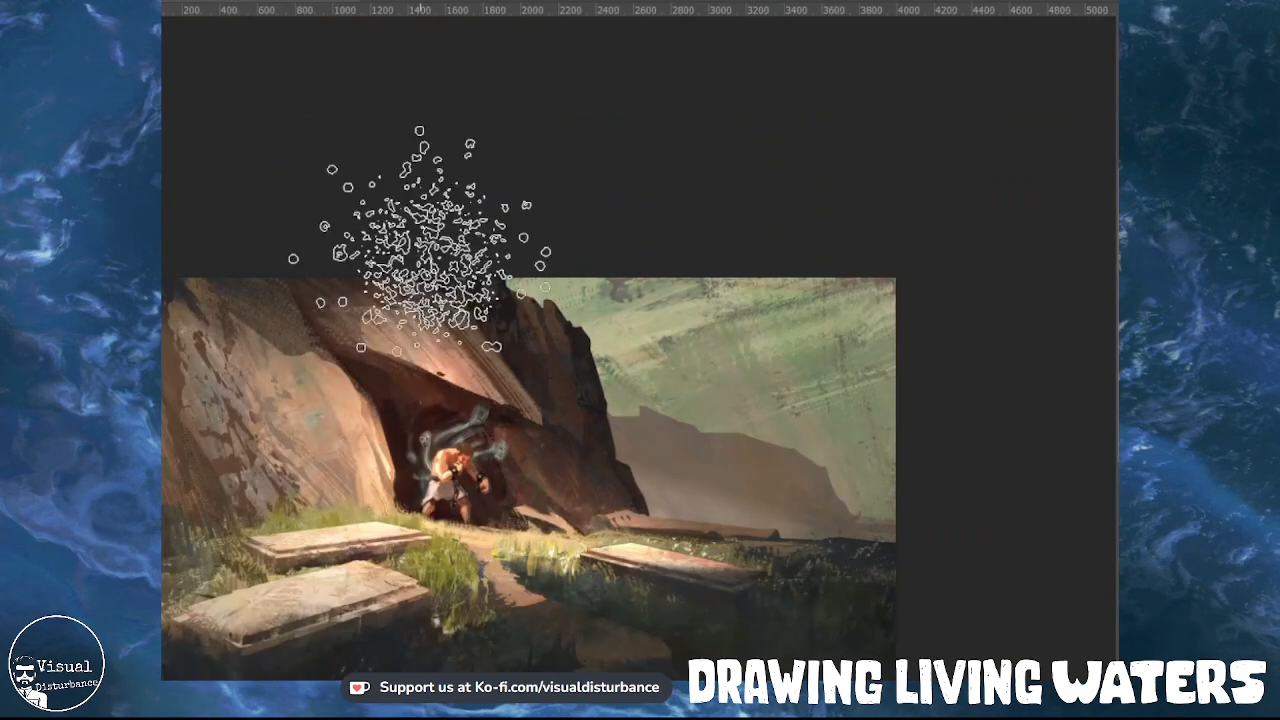 200 400 600 800 1000 1200 1400 1600 1800 2000 2200 2400 2600 2800 3000 3200 3400 3600 3800 4000 4200 4400 4600 4800 5000
Visual
Disturbance
Support us at Ko-fi.com/visualdisturbance
DRAWING LIVING WATERS